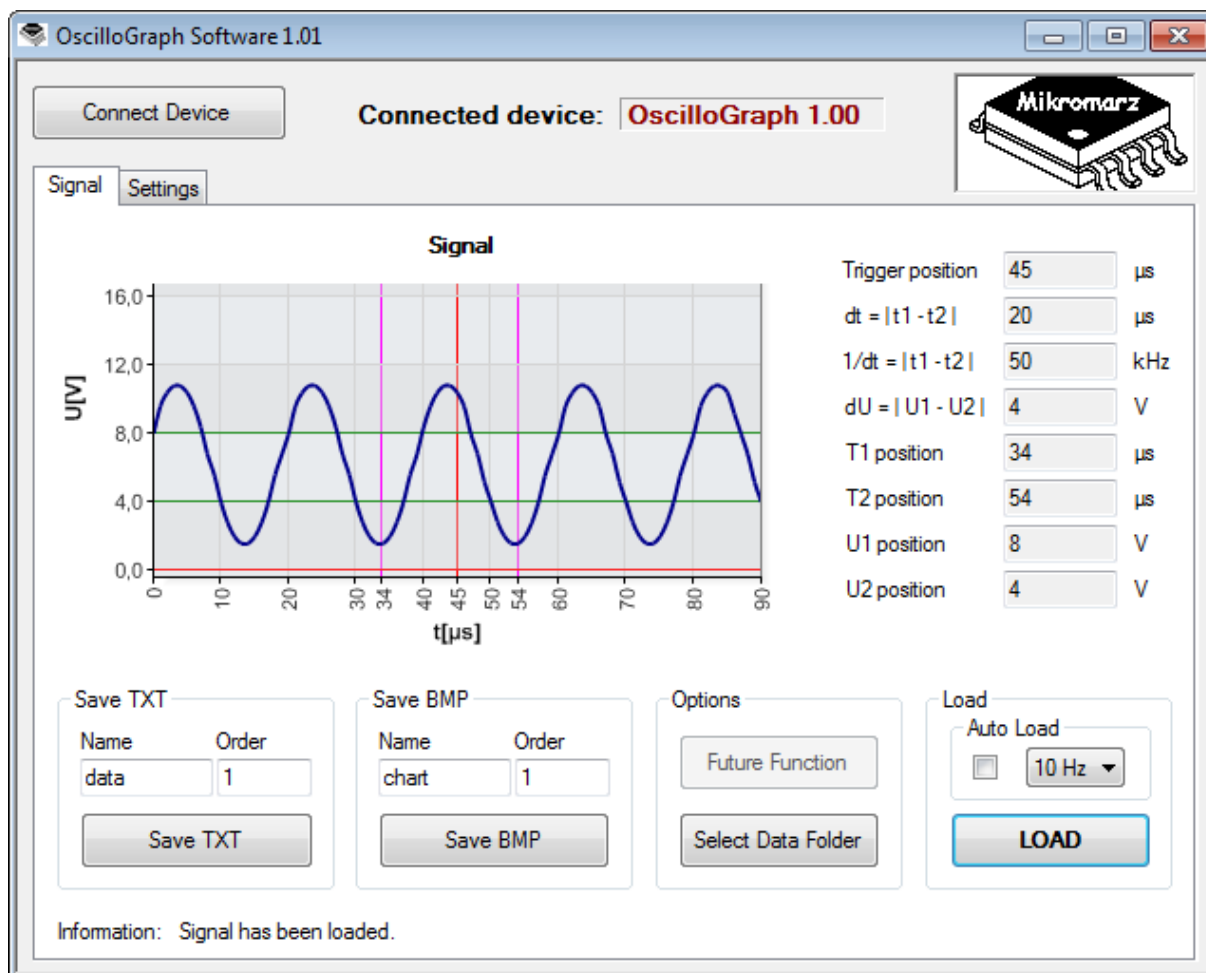 OscilloGraph Software 1.01
Connect Device
Connected device: OscilloGraph 1.00
Mikromarz
Signal Settings
Signal
U[V]
16,0
12,0
8,0
4,0
0,0
0 10 20 30 34 40 45 50 54 60 70 80 90
t[µs]
Trigger position 45 µs
dt = |t1 - t2| 20 µs
1/dt = |t1 - t2| 50 kHz
dU = | U1 - U2 | 4 V
T1 position 34 µs
T2 position 54 µs
U1 position 8 V
U2 position 4 V
Save TXT
Name Order
data 1
Save TXT
Save BMP
Name Order
chart 1
Save BMP
Options
Future Function
Select Data Folder
Load
Auto Load
10 Hz
LOAD
Information: Signal has been loaded.